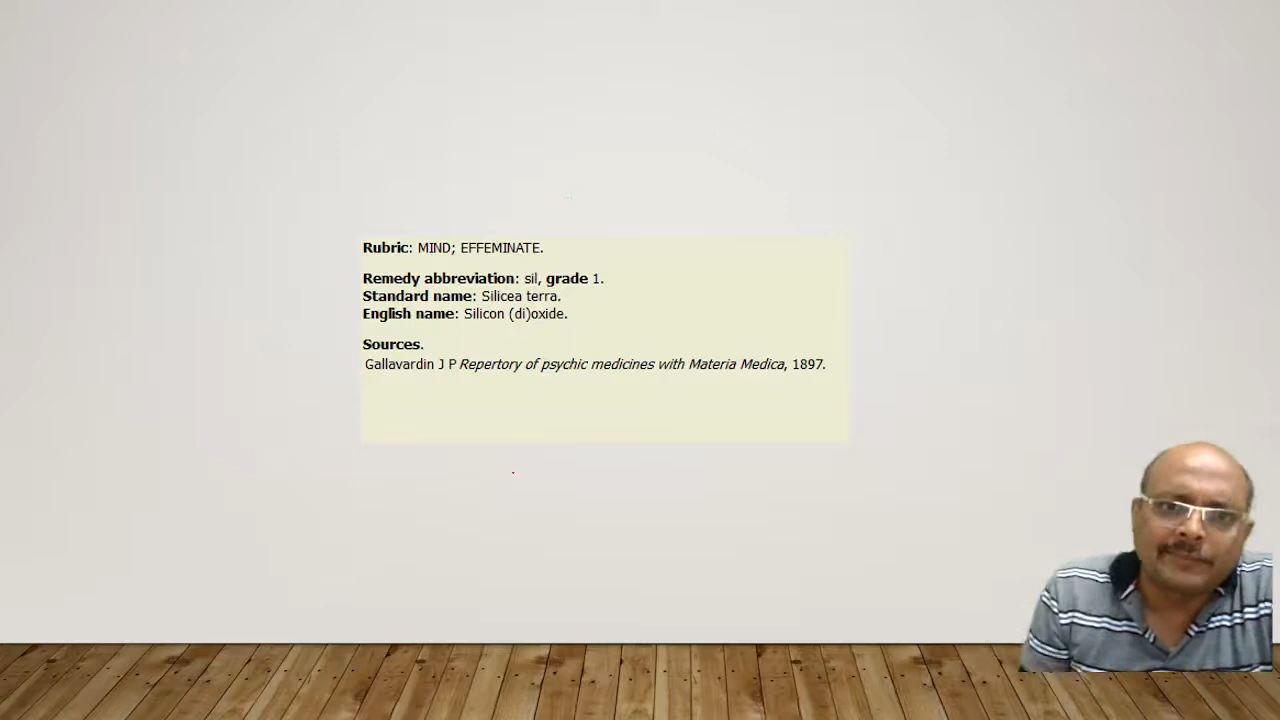 Rubric: MIND; EFFEMINATE.
Remedy abbreviation: sil, grade 1.
Standard name: Silicea terra.
English name: Silicon (di)oxide.
Sources.
Gallavardin J P Repertory of psychic medicines with Materia Medica, 1897.